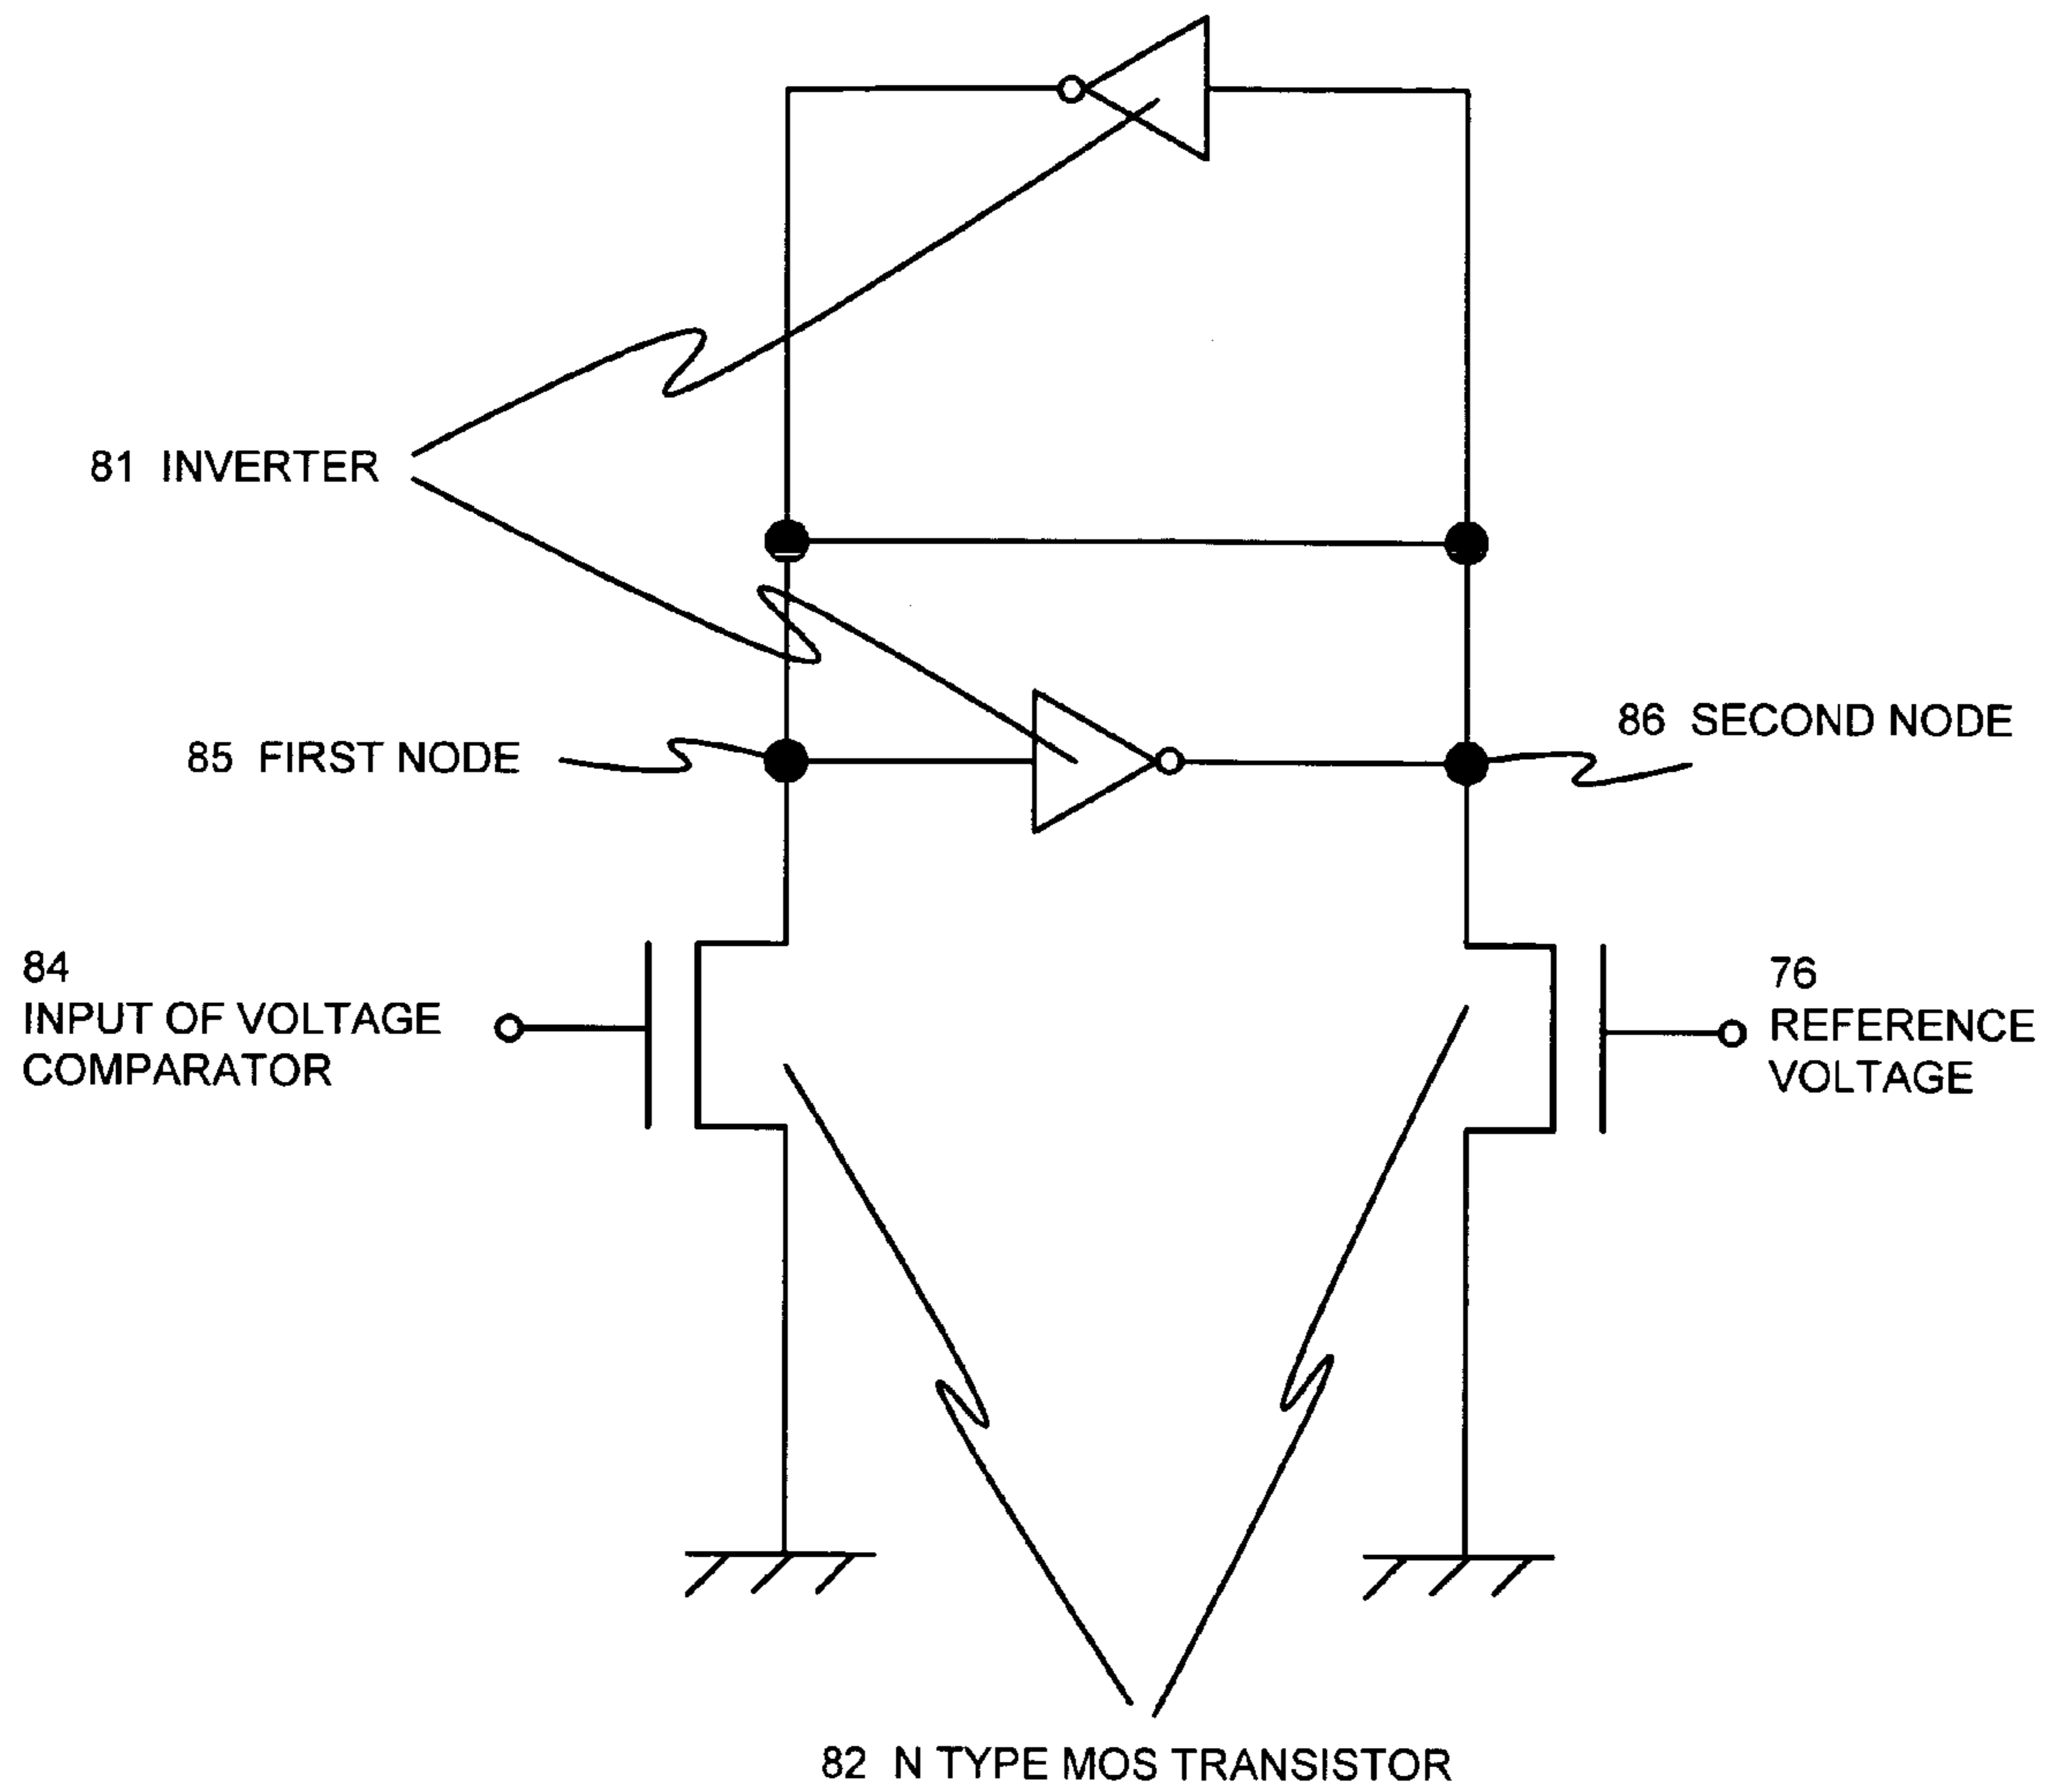 81 INVERTER
86 SECOND NODE
85 FIRST NODE
84
INPUT OF VOLTAGE
COMPARATOR
76
REFERENCE
VOLTAGE
82 N TYPE MOS TRANSISTOR